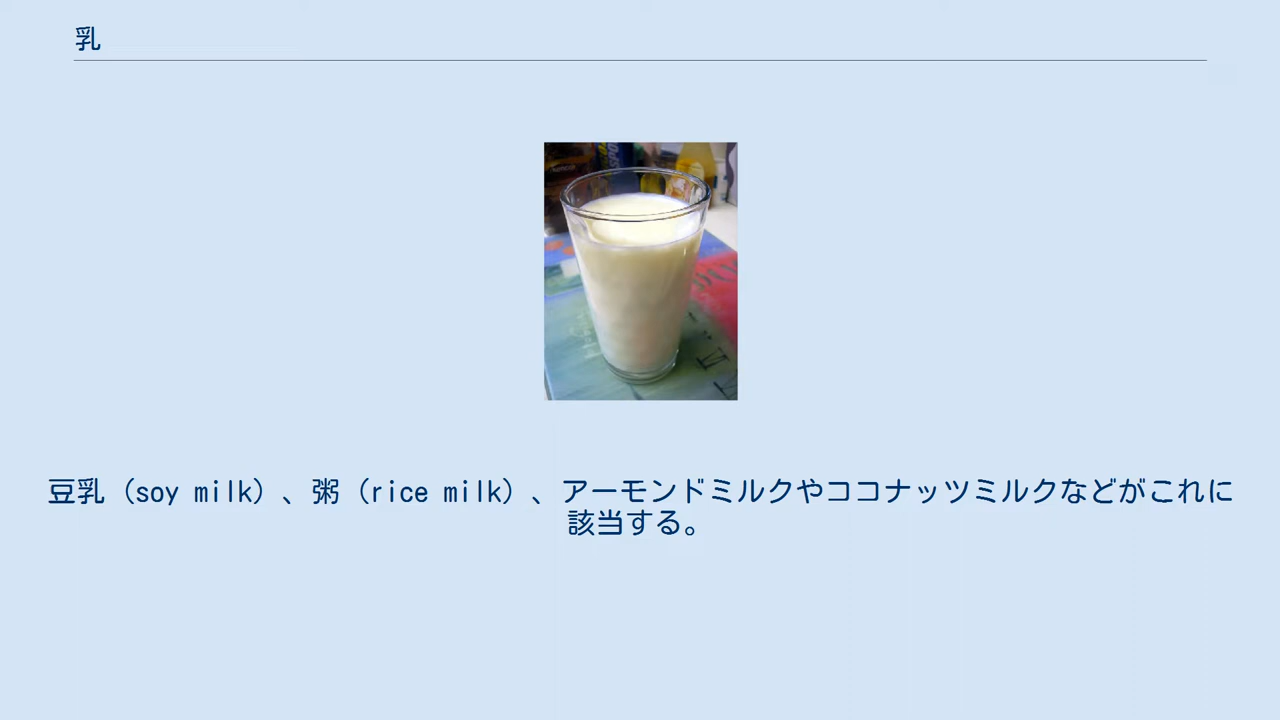 乳
豆乳（soy milk）、粥（rice milk）、アーモンドミルクやココナッツミルクなどがこれに
該当する。